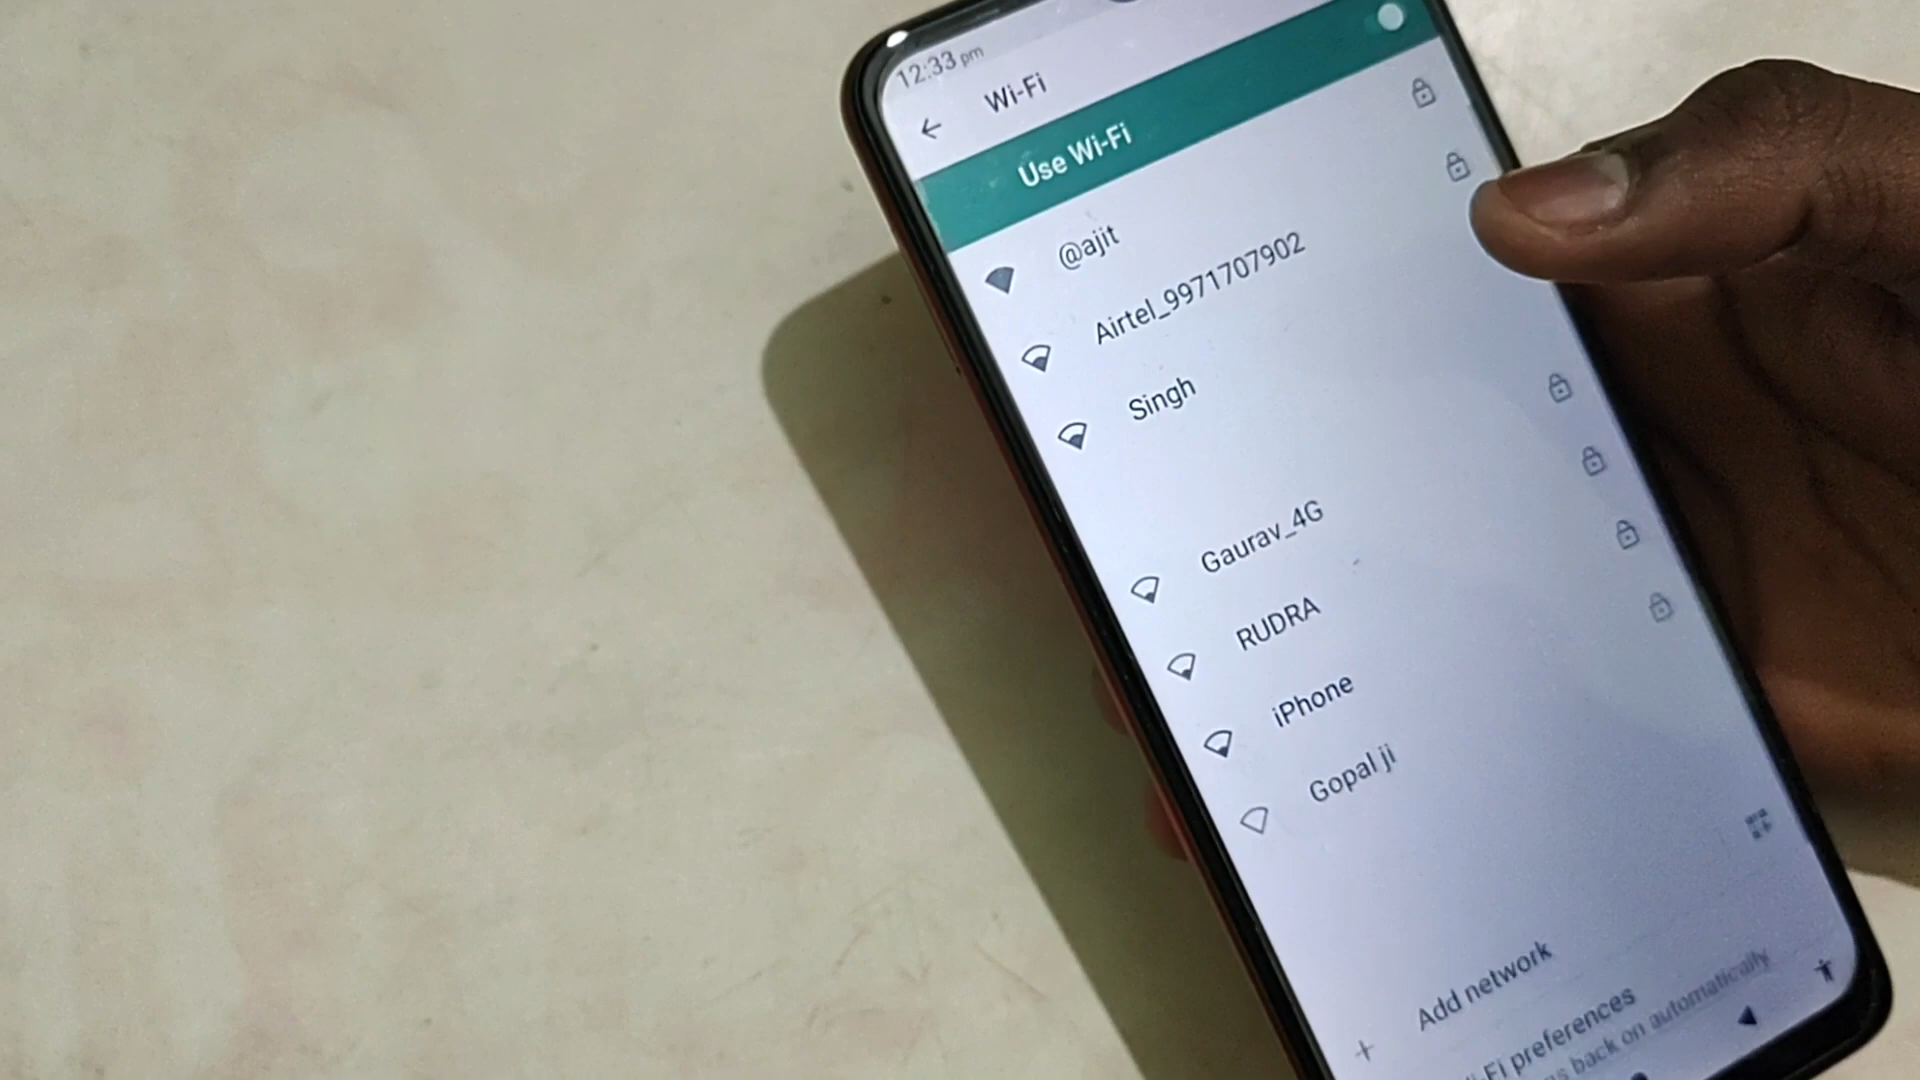 12:33 pm
Wi-Fi
Use Wi-Fi
@ajit
Airtel_9971707902
Singh
Gaurav_4G
RUDRA
iPhone
Gopal ji
Add network
i-Fi preferences
back on automatically